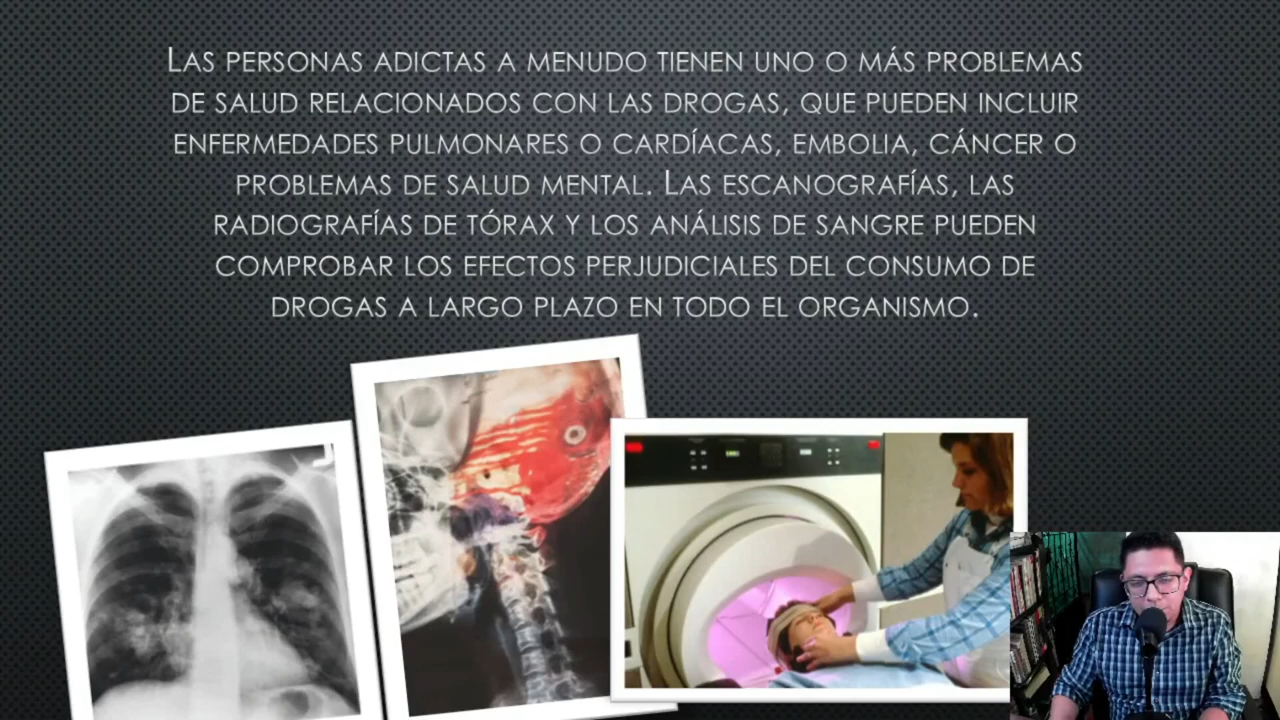 Las personas adictas a menudo tienen uno o más problemas
de salud relacionados con las drogas, que pueden incluir
enfermedades pulmonares o cardíacas, embolia, cáncer o
problemas de salud mental. Las escanografías, las
radiografías de tórax y los análisis de sangre pueden
comprobar los efectos perjudiciales del consumo de
drogas a largo plazo en todo el organismo.